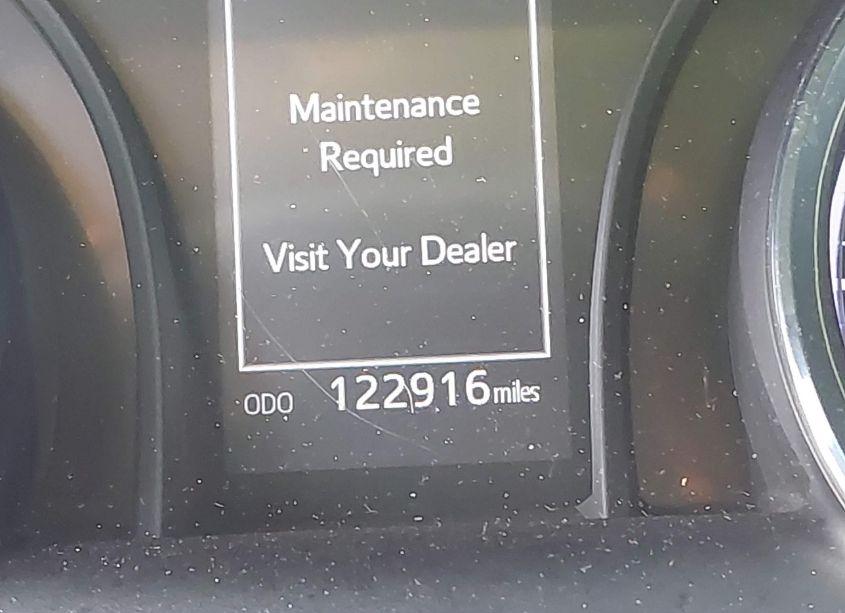 Maintenance
Required
Visit Your Dealer
ODO 122916 miles